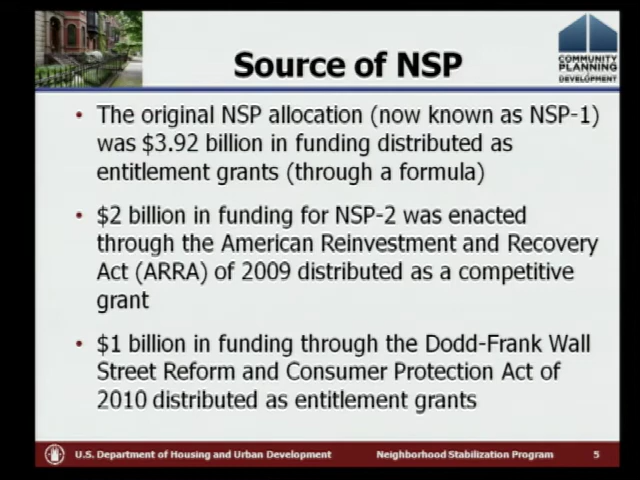 Source of NSP
COMMUNITY
PLANNING
DEVELOPMENT
• The original NSP allocation (now known as NSP-1)
was $3.92 billion in funding distributed as
entitlement grants (through a formula)
• $2 billion in funding for NSP-2 was enacted
through the American Reinvestment and Recovery
Act (ARRA) of 2009 distributed as a competitive
grant
• $1 billion in funding through the Dodd-Frank Wall
Street Reform and Consumer Protection Act of
2010 distributed as entitlement grants
U.S. Department of Housing and Urban Development Neighborhood Stabilization Program 5